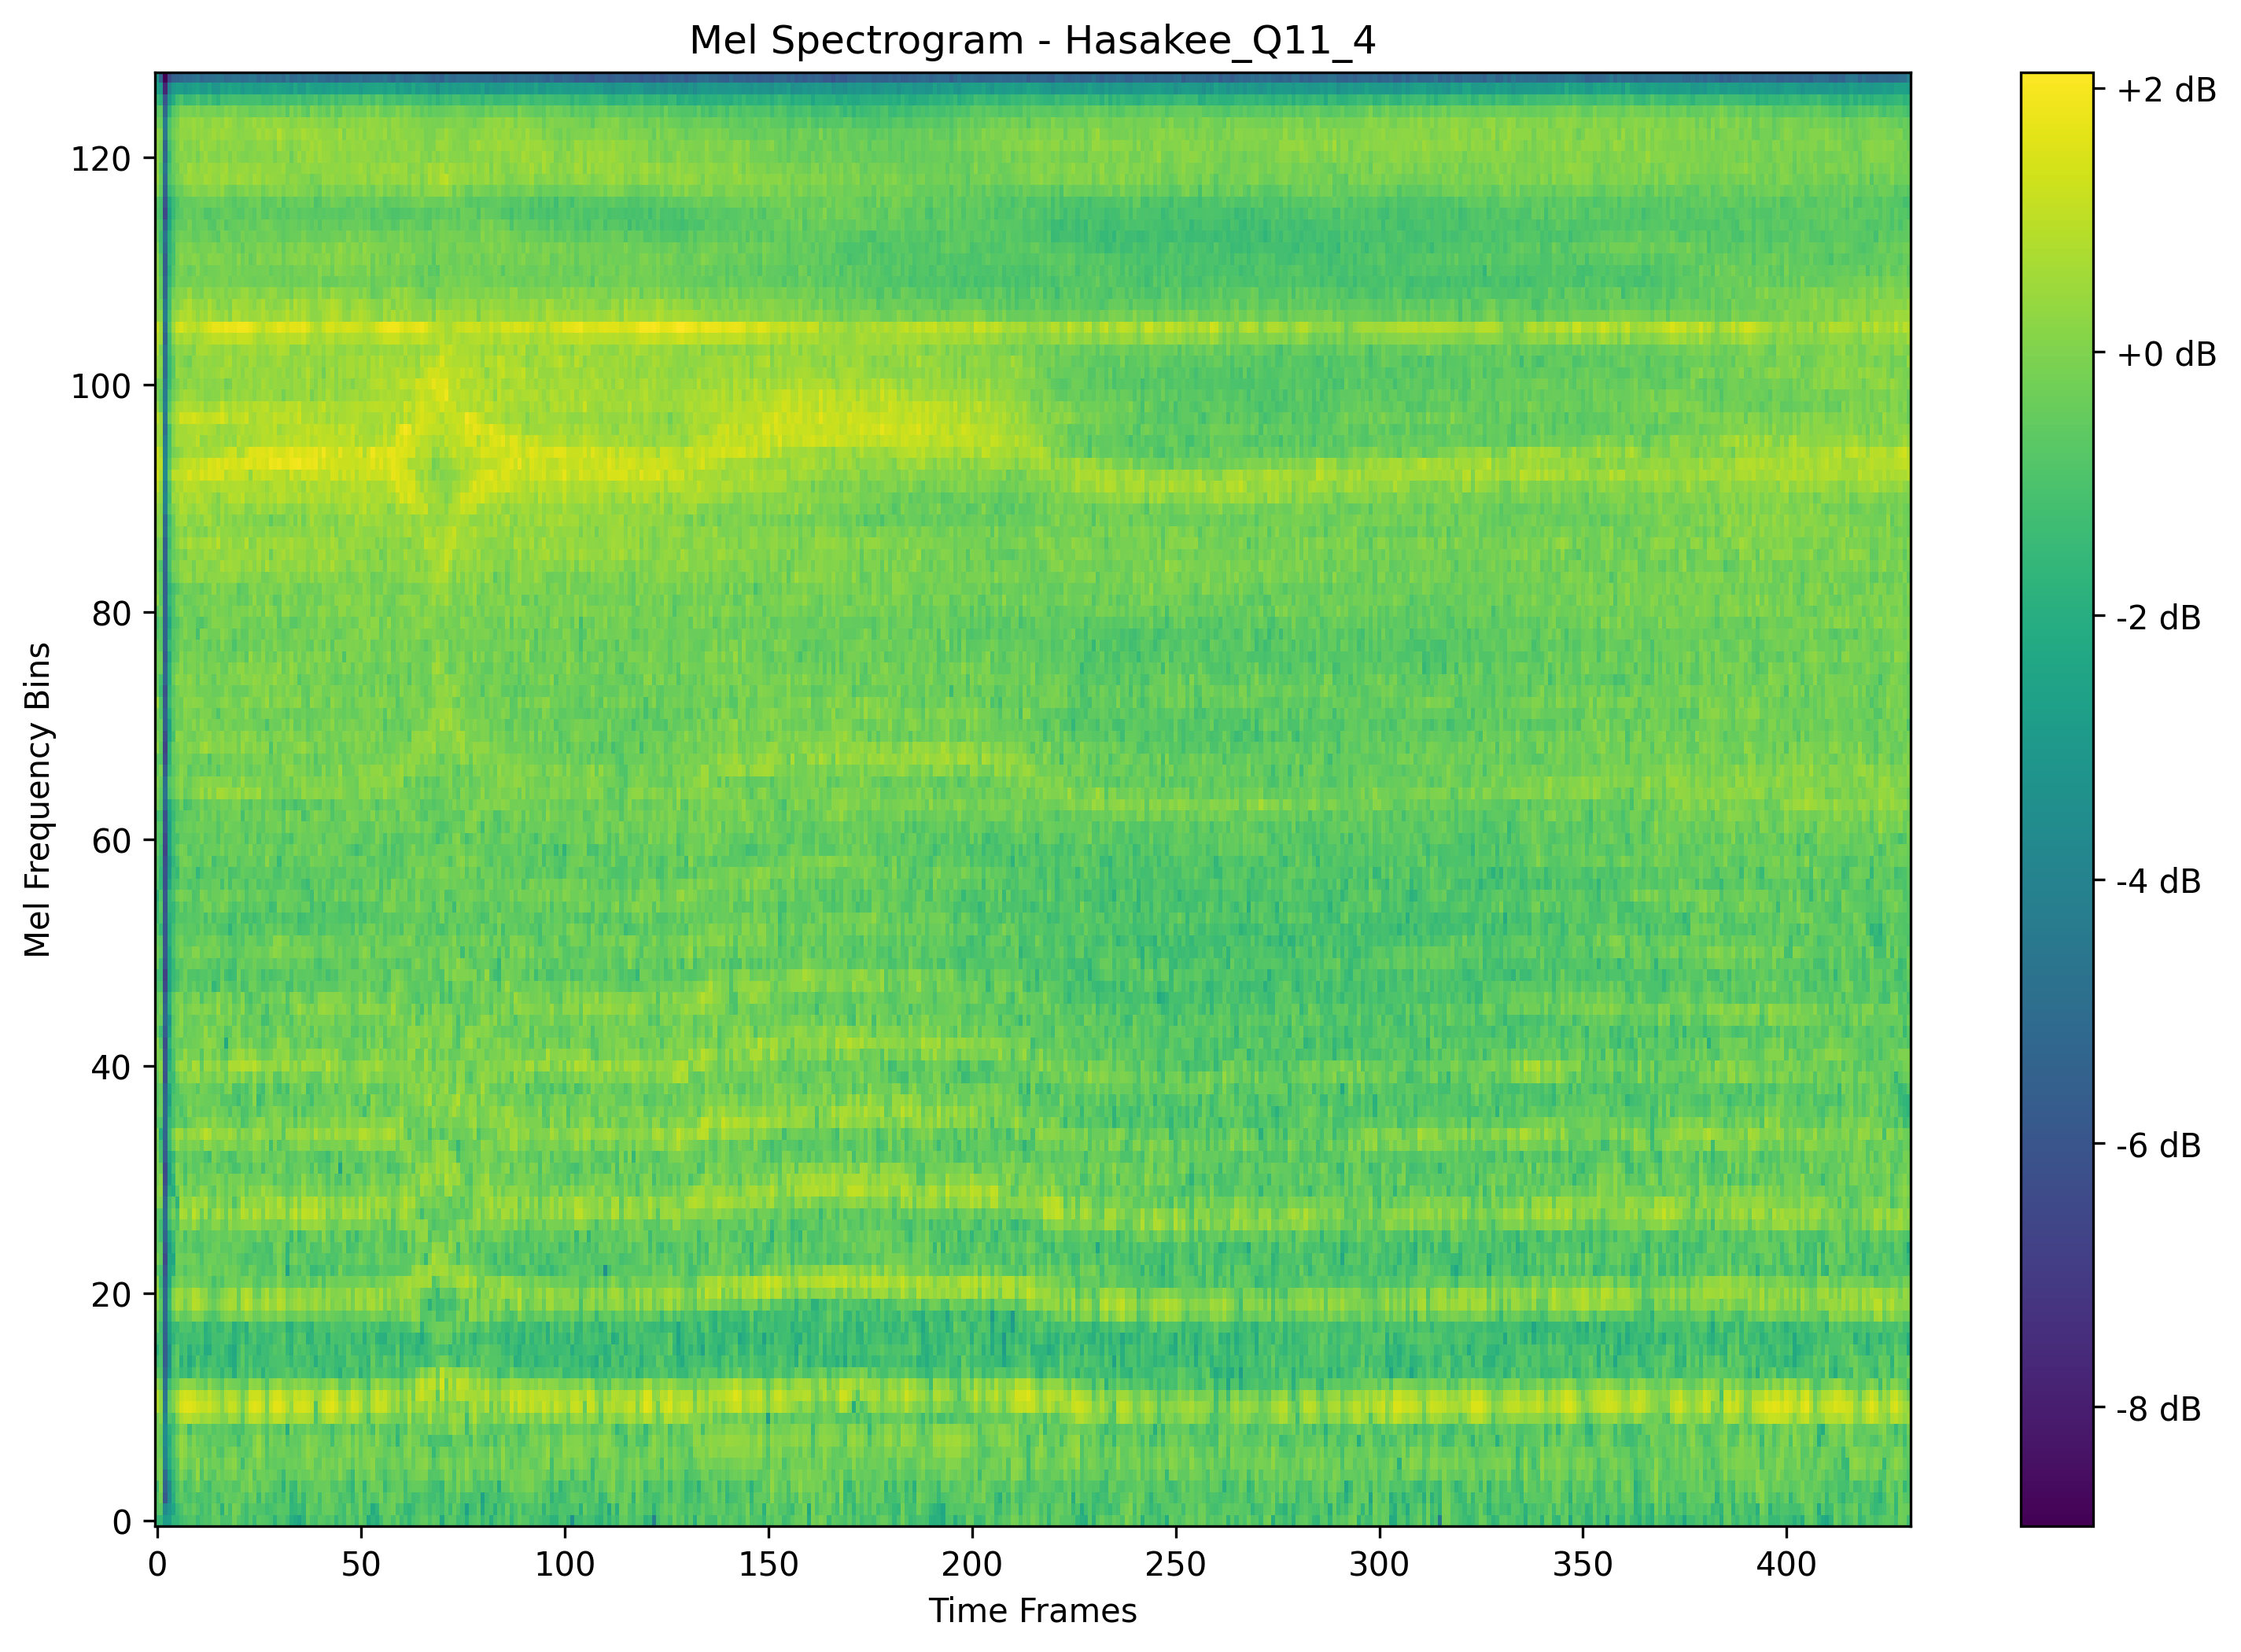 Mel Spectrogram - Hasakee_Q11_4
Mel Frequency Bins
120
100
80
60
40
20
0
0 50 100 150 200 250 300 350 400
Time Frames
+2 dB
+0 dB
-2 dB
-4 dB
-6 dB
-8 dB